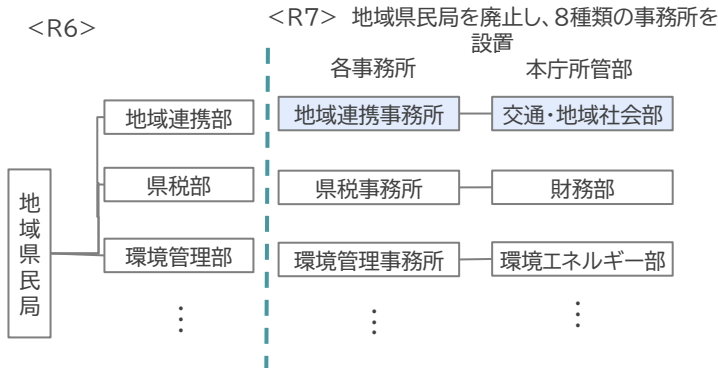 <R6>
<R7> 地域県民局を廃止し、8種類の事務所を
設置
各事務所 本庁所管部
地域県民局
地域連携部
県税部
環境管理部
⋮
地域連携事務所 交通・地域社会部
県税事務所 財務部
環境管理事務所 環境エネルギー部
⋮ ⋮